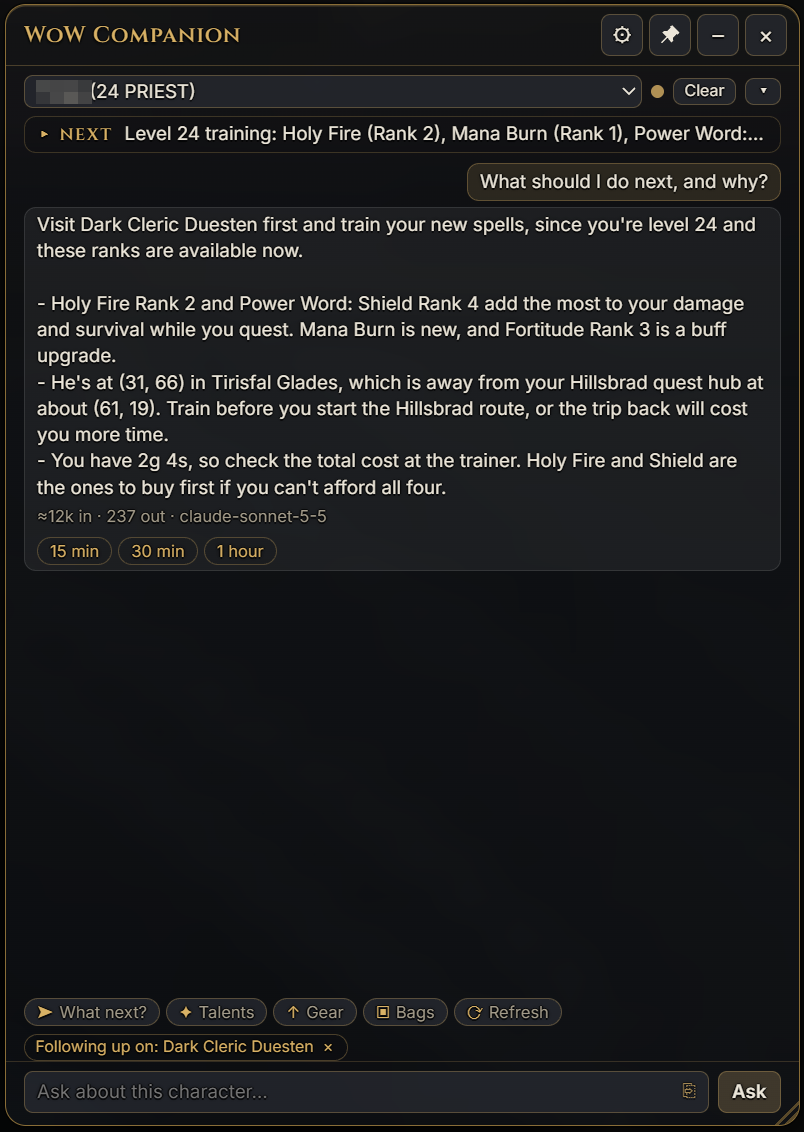 WoW Companion
(24 PRIEST)
Clear
NEXT Level 24 training: Holy Fire (Rank 2), Mana Burn (Rank 1), Power Word:...
What should I do next, and why?
Visit Dark Cleric Duesten first and train your new spells, since you're level 24 and
these ranks are available now.
- Holy Fire Rank 2 and Power Word: Shield Rank 4 add the most to your damage
and survival while you quest. Mana Burn is new, and Fortitude Rank 3 is a buff
upgrade.
- He's at (31, 66) in Tirisfal Glades, which is away from your Hillsbrad quest hub at
about (61, 19). Train before you start the Hillsbrad route, or the trip back will cost
you more time.
- You have 2g 4s, so check the total cost at the trainer. Holy Fire and Shield are
the ones to buy first if you can't afford all four.
≈12k in · 237 out · claude-sonnet-5-5
15 min 30 min 1 hour
What next? Talents Gear Bags Refresh
Following up on: Dark Cleric Duesten ×
Ask about this character...
Ask